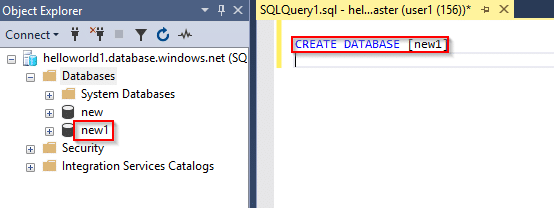 Object Explorer
Connect
helloworld1.database.windows.net (SQ
Databases
System Databases
new
new1
Security
Integration Services Catalogs
SQLQuery1.sql - hel...aster (user1 (156))*
CREATE DATABASE [new1]